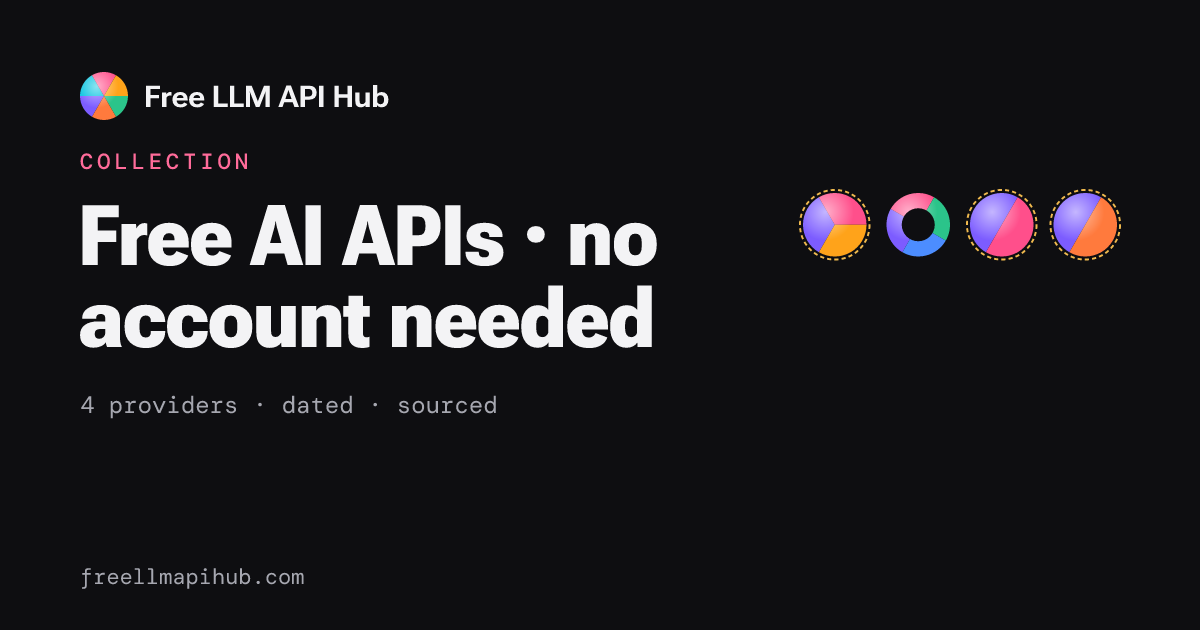 Free LLM API Hub
COLLECTION
Free AI APIs · no
account needed
4 providers · dated · sourced
freellmapihub.com